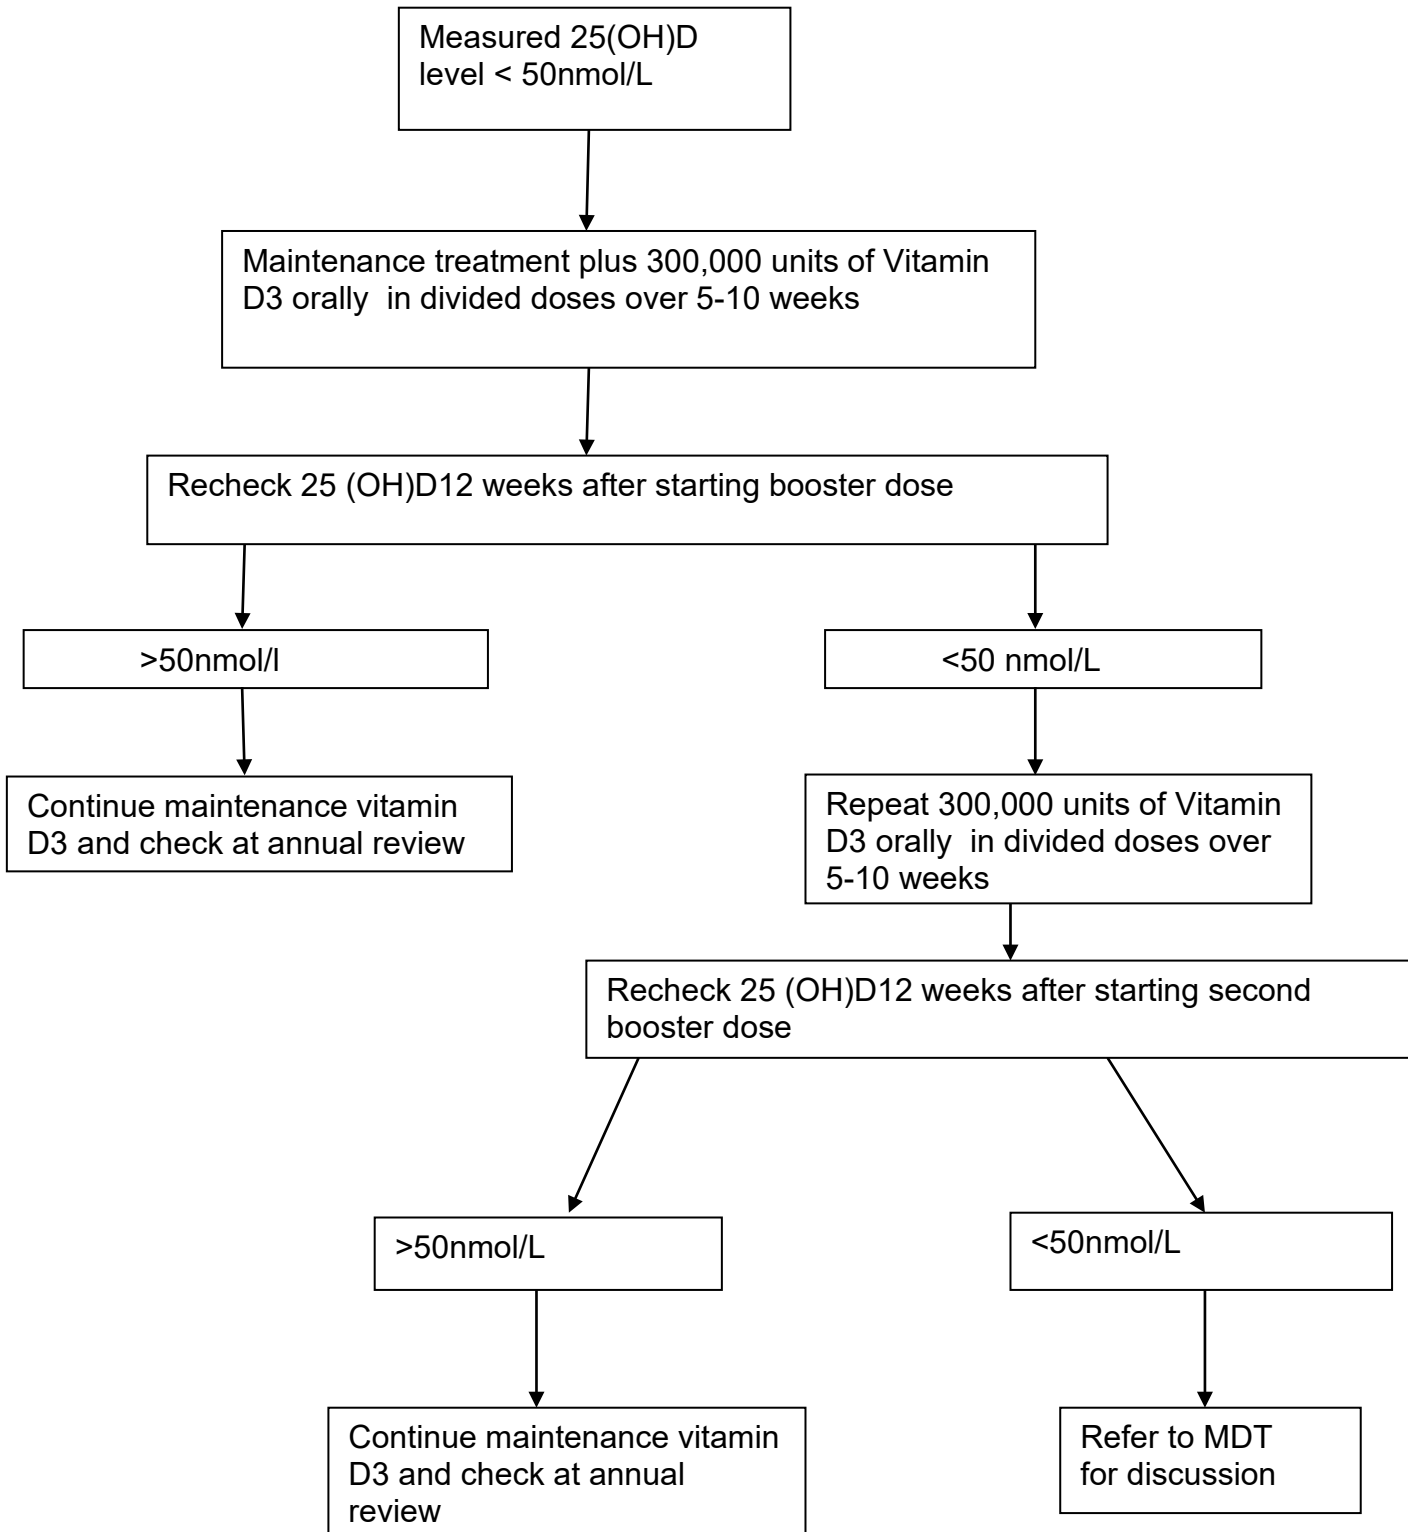 Measured 25(OH)D
level < 50nmol/L
Maintenance treatment plus 300,000 units of Vitamin
D3 orally  in divided doses over 5-10 weeks
Recheck 25 (OH)D12 weeks after starting booster dose
>50nmol/l
<50 nmol/L
Continue maintenance vitamin
D3 and check at annual review
Repeat 300,000 units of Vitamin
D3 orally  in divided doses over
5-10 weeks
Recheck 25 (OH)D12 weeks after starting second
booster dose
>50nmol/L
<50nmol/L
Continue maintenance vitamin
D3 and check at annual
review
Refer to MDT
for discussion